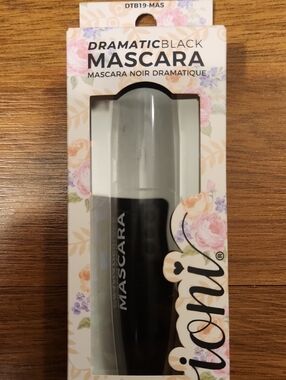 DTB19-MAS
DRAMATICBLACK
MASCARA
MASCARA NOIR DRAMATIQUE
MASCARA
ioni®